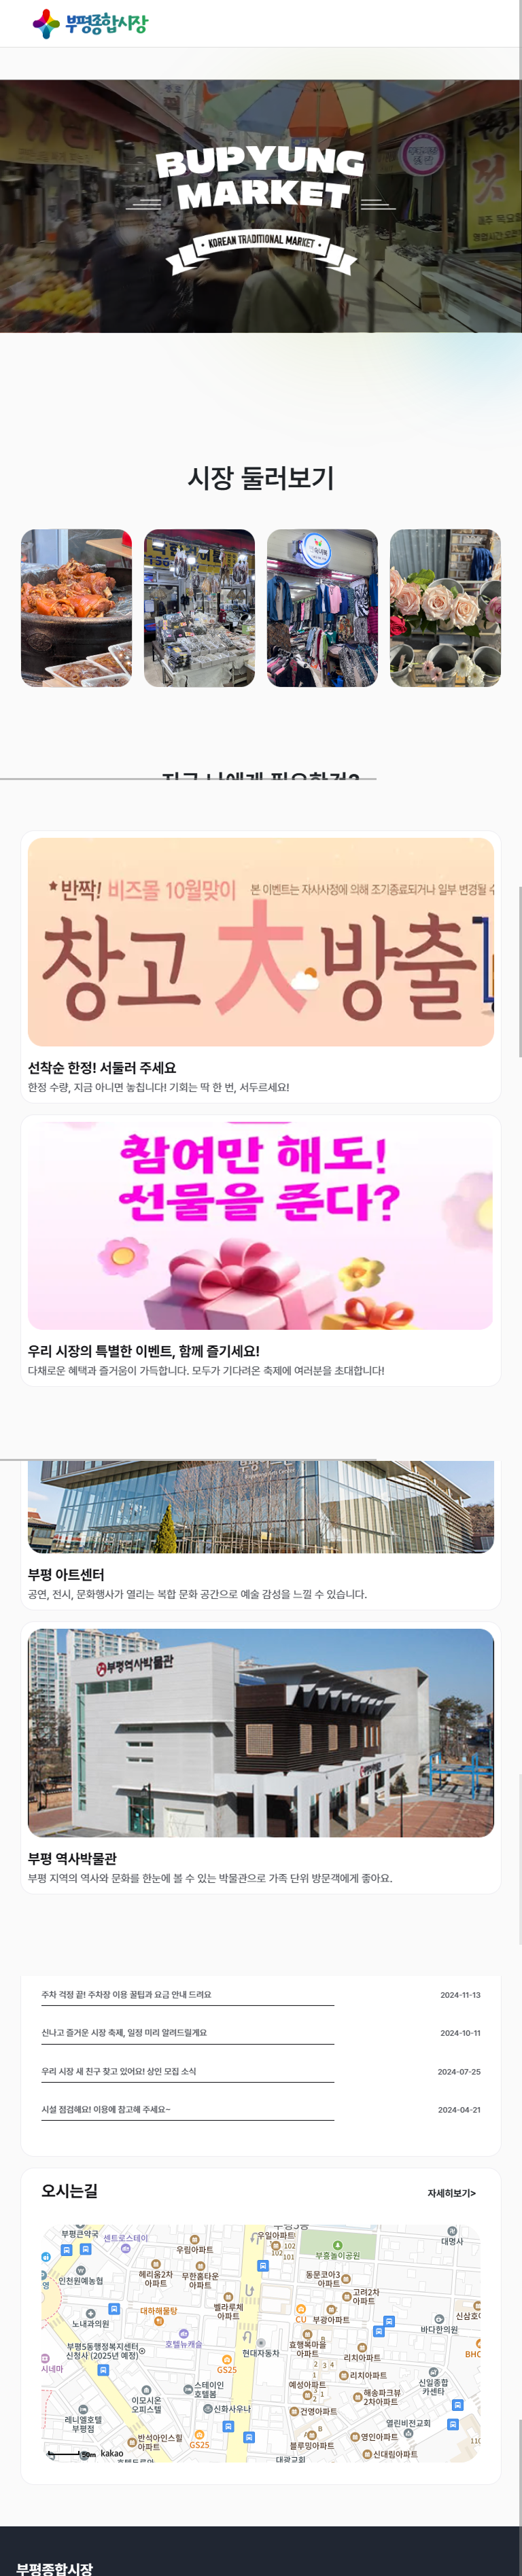 부평종합시장
BUPYUNG
MARKET
KOREAN TRADITIONAL MARKET
시장 둘러보기
지금 나에게 필요한건?
★반짝! 비즈몰 10월맞이
본 이벤트는 자사사정에 의해 조기종료되거나 일부 변경될 수
창고 大 방출
선착순 한정! 서둘러 주세요
한정 수량, 지금 아니면 놓칩니다! 기회는 딱 한 번, 서두르세요!
참여만 해도!
선물을 준다?
우리 시장의 특별한 이벤트, 함께 즐기세요!
다채로운 혜택과 즐거움이 가득합니다. 모두가 기다려온 축제에 여러분을 초대합니다!
부평 아트센터
공연, 전시, 문화행사가 열리는 복합 문화 공간으로 예술 감성을 느낄 수 있습니다.
부평역사박물관
부평 역사박물관
부평 지역의 역사와 문화를 한눈에 볼 수 있는 박물관으로 가족 단위 방문객에게 좋아요.
주차 걱정 끝! 주차장 이용 꿀팁과 요금 안내 드려요
2024-11-13
신나고 즐거운 시장 축제, 일정 미리 알려드릴게요
2024-10-11
우리 시장 새 친구 찾고 있어요! 상인 모집 소식
2024-07-25
시설 점검해요! 이용에 참고해 주세요~
2024-04-21
오시는길
자세히보기>
부평큰약국
센트로스테이
우림아파트
우일아파트
102
102
101
부흥놀이공원
대명사
인천원예농협
헤리움2차
아파트
무한홈타운
아파트
동문코아3
아파트
고려2차
아파트
노내과의원
대하해물탕
벨라루체
아파트
CU
부광아파트
신삼호아
바다한의원
부평5동행정복지센터
신청사 (2025년 예정)
호텔뉴캐슬
현대자동차
효행복마을
아파트
리치아파트
BHC
시네마
GS25
리치아파트
신일종합
카센타
레니엘호텔
부평점
이모시온
오피스텔
스테이인
호텔봄
신화사우나
예성아파트
건영아파트
해송파크뷰
2차아파트
열린비전교회
반석아인스힐
아파트
GS25
블루밍아파트
영인아파트
신대림아파트
대광교회
50m
kakao
부평종합시장